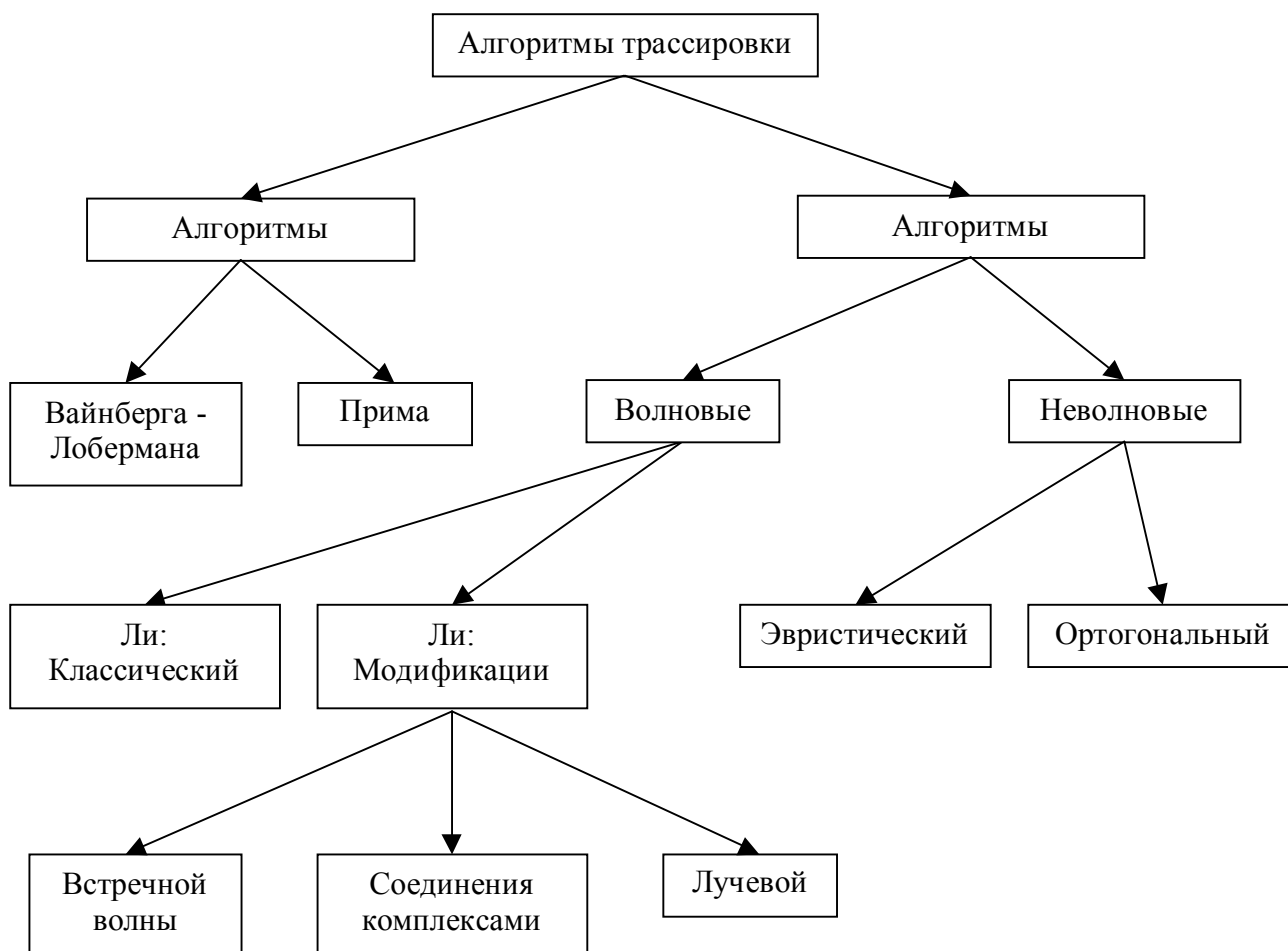 Алгоритмы трассировки
Алгоритмы
Алгоритмы
Вайнберга -
Лобермана
Прима
Волновые
Неволновые
Ли:
Классический
Ли:
Модификации
Эвристический
Ортогональный
Встречной
волны
Соединения
комплексами
Лучевой